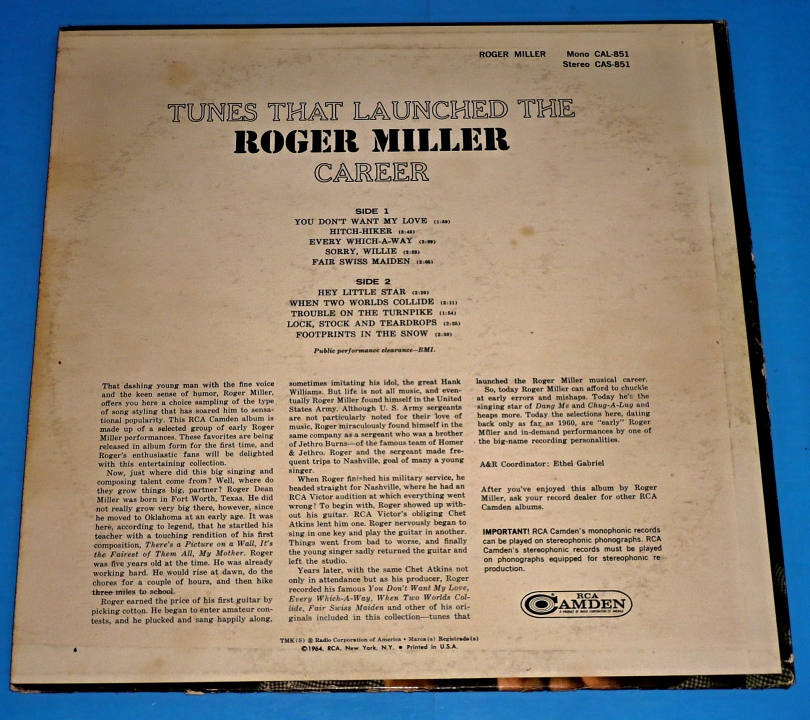 ROGER MILLER Mono CAL-851
Stereo CAS-851
TUNES THAT LAUNCHED THE
ROGER MILLER
CAREER
SIDE 1
YOU DON'T WANT MY LOVE
HITCH-HIKER
EVERY WHICH-A-WAY
SORRY, WILLIE
FAIR SWISS MAIDEN
SIDE 2
HEY LITTLE STAR
WHEN TWO WORLDS COLLIDE (2:11)
TROUBLE ON THE TURNPIKE (1:54)
LOCK, STOCK AND TEARDROPS
FOOTPRINTS IN THE SNOW
Public performance clearance—BMI.
That dashing young man with the fine voice
and the keen sense of humor, Roger Miller,
offers you here a choice sampling of the type
of song styling that has soared him to sensa-
tional popularity. This RCA Camden album is
made up of a selected group of early Roger
Miller performances. These favorites are being
released in album form for the first time, and
Roger's enthusiastic fans will be delighted
with this entertaining collection.
Now, just where did this big singing and
composing talent come from? Well, where do
they grow things big, partner? Roger Dean
Miller was born in Fort Worth, Texas. He did
not really grow very big there, however, since
he moved to Oklahoma at an early age. It was
here, according to legend, that he startled his
teacher with a touching rendition of his first
composition, There's a Picture on a Wall, It's
the Fairest of Them All, My Mother. Roger
was five years old at the time. He was already
working hard. He would rise at dawn, do the
chores for a couple of hours, and then hike
three miles to school.
Roger earned the price of his first guitar by
picking cotton. He began to enter amateur con-
tests, and he plucked and sang happily along,
sometimes imitating his idol, the great Hank
Williams. But life is not all music, and even-
tually Roger Miller found himself in the United
States Army. Although U. S. Army sergeants
are not particularly noted for their love of
music, Roger miraculously found himself in the
same company as a sergeant who was a brother
of Jethro Burns—of the famous team of Homer
& Jethro. Roger and the sergeant made fre-
quent trips to Nashville, goal of many a young
singer.
When Roger finished his military service, he
headed straight for Nashville, where he had an
RCA Victor audition at which everything went
wrong! To begin with, Roger showed up with-
out his guitar. RCA Victor's obliging Chet
Atkins lent him one. Roger nervously began to
sing in one key and play the guitar in another.
Things went from bad to worse, and finally
the young singer sadly returned the guitar and
left the studio.
Years later, with the same Chet Atkins not
only in attendance but as his producer, Roger
recorded his famous You Don't Want My Love,
Every Which-A-Way, When Two Worlds Col-
lide, Fair Swiss Maiden and other of his ori-
ginals included in this collection—tunes that
launched the Roger Miller musical career.
So, today Roger Miller can afford to chuckle
at early errors and mishaps. Today he's the
singing star of Dang Me and Chug-A-Lug and
heaps more. Today the selections here, dating
back only as far as 1960, are "early" Roger
Miller and in-demand performances by one of
the big-name recording personalities.
A&R Coordinator: Ethel Gabriel
After you've enjoyed this album by Roger
Miller, ask your record dealer for other RCA
Camden albums.
IMPORTANT! RCA Camden's monophonic records
can be played on stereophonic phonographs. RCA
Camden's stereophonic records must be played
on phonographs equipped for stereophonic re
production.
RCA
CAMDEN
TMK(S) ® Radio Corporation of America • Marca(s) Registrada(s)
©1964, RCA, New York, N.Y. • Printed in U.S.A.